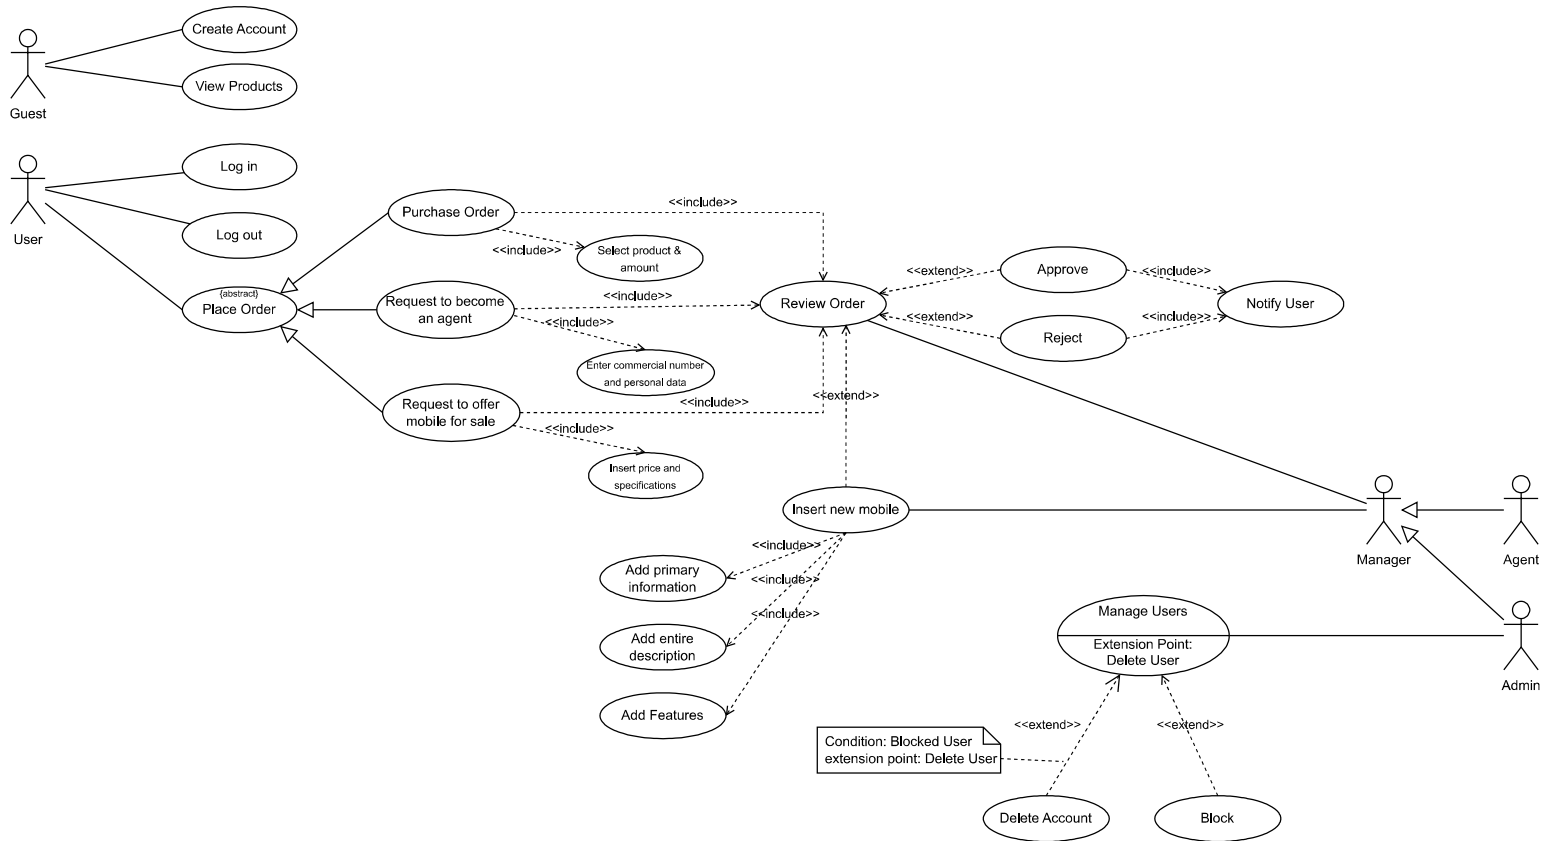 Create Account
View Products
Guest
Log in
Log out
User
{abstract}
Place Order
Purchase Order
<<include>>
<<include>>
Select product &
amount
Request to become
an agent
<<include>>
<<include>>
Enter commercial number
and personal data
Request to offer
mobile for sale
<<include>>
<<include>>
Insert price and
specifications
Review Order
<<extend>>
Approve
<<include>>
Notify User
<<extend>>
Reject
<<include>>
<<extend>>
Insert new mobile
<<include>>
Add primary
information
<<include>>
Add entire
description
<<include>>
Add Features
Manager
Agent
Manage Users
Extension Point:
Delete User
Admin
<<extend>>
<<extend>>
Condition: Blocked User
extension point: Delete User
Delete Account
Block